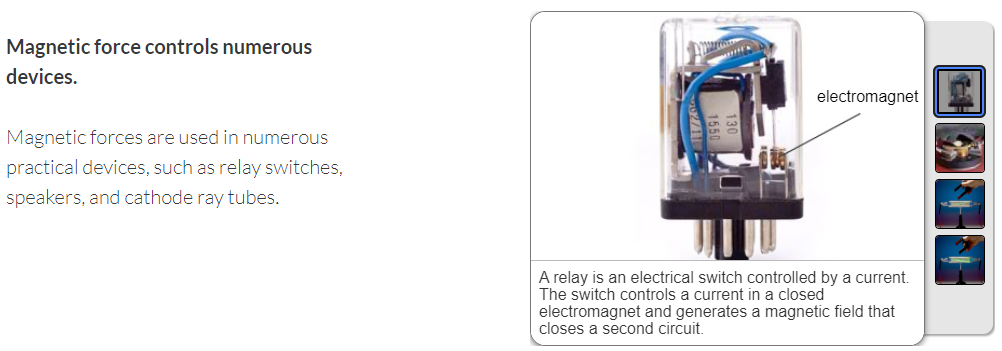 Magnetic force controls numerous
devices.
Magnetic forces are used in numerous
practical devices, such as relay switches,
speakers, and cathode ray tubes.
electromagnet
130
1650
A relay is an electrical switch controlled by a current.
The switch controls a current in a closed
electromagnet and generates a magnetic field that
closes a second circuit.